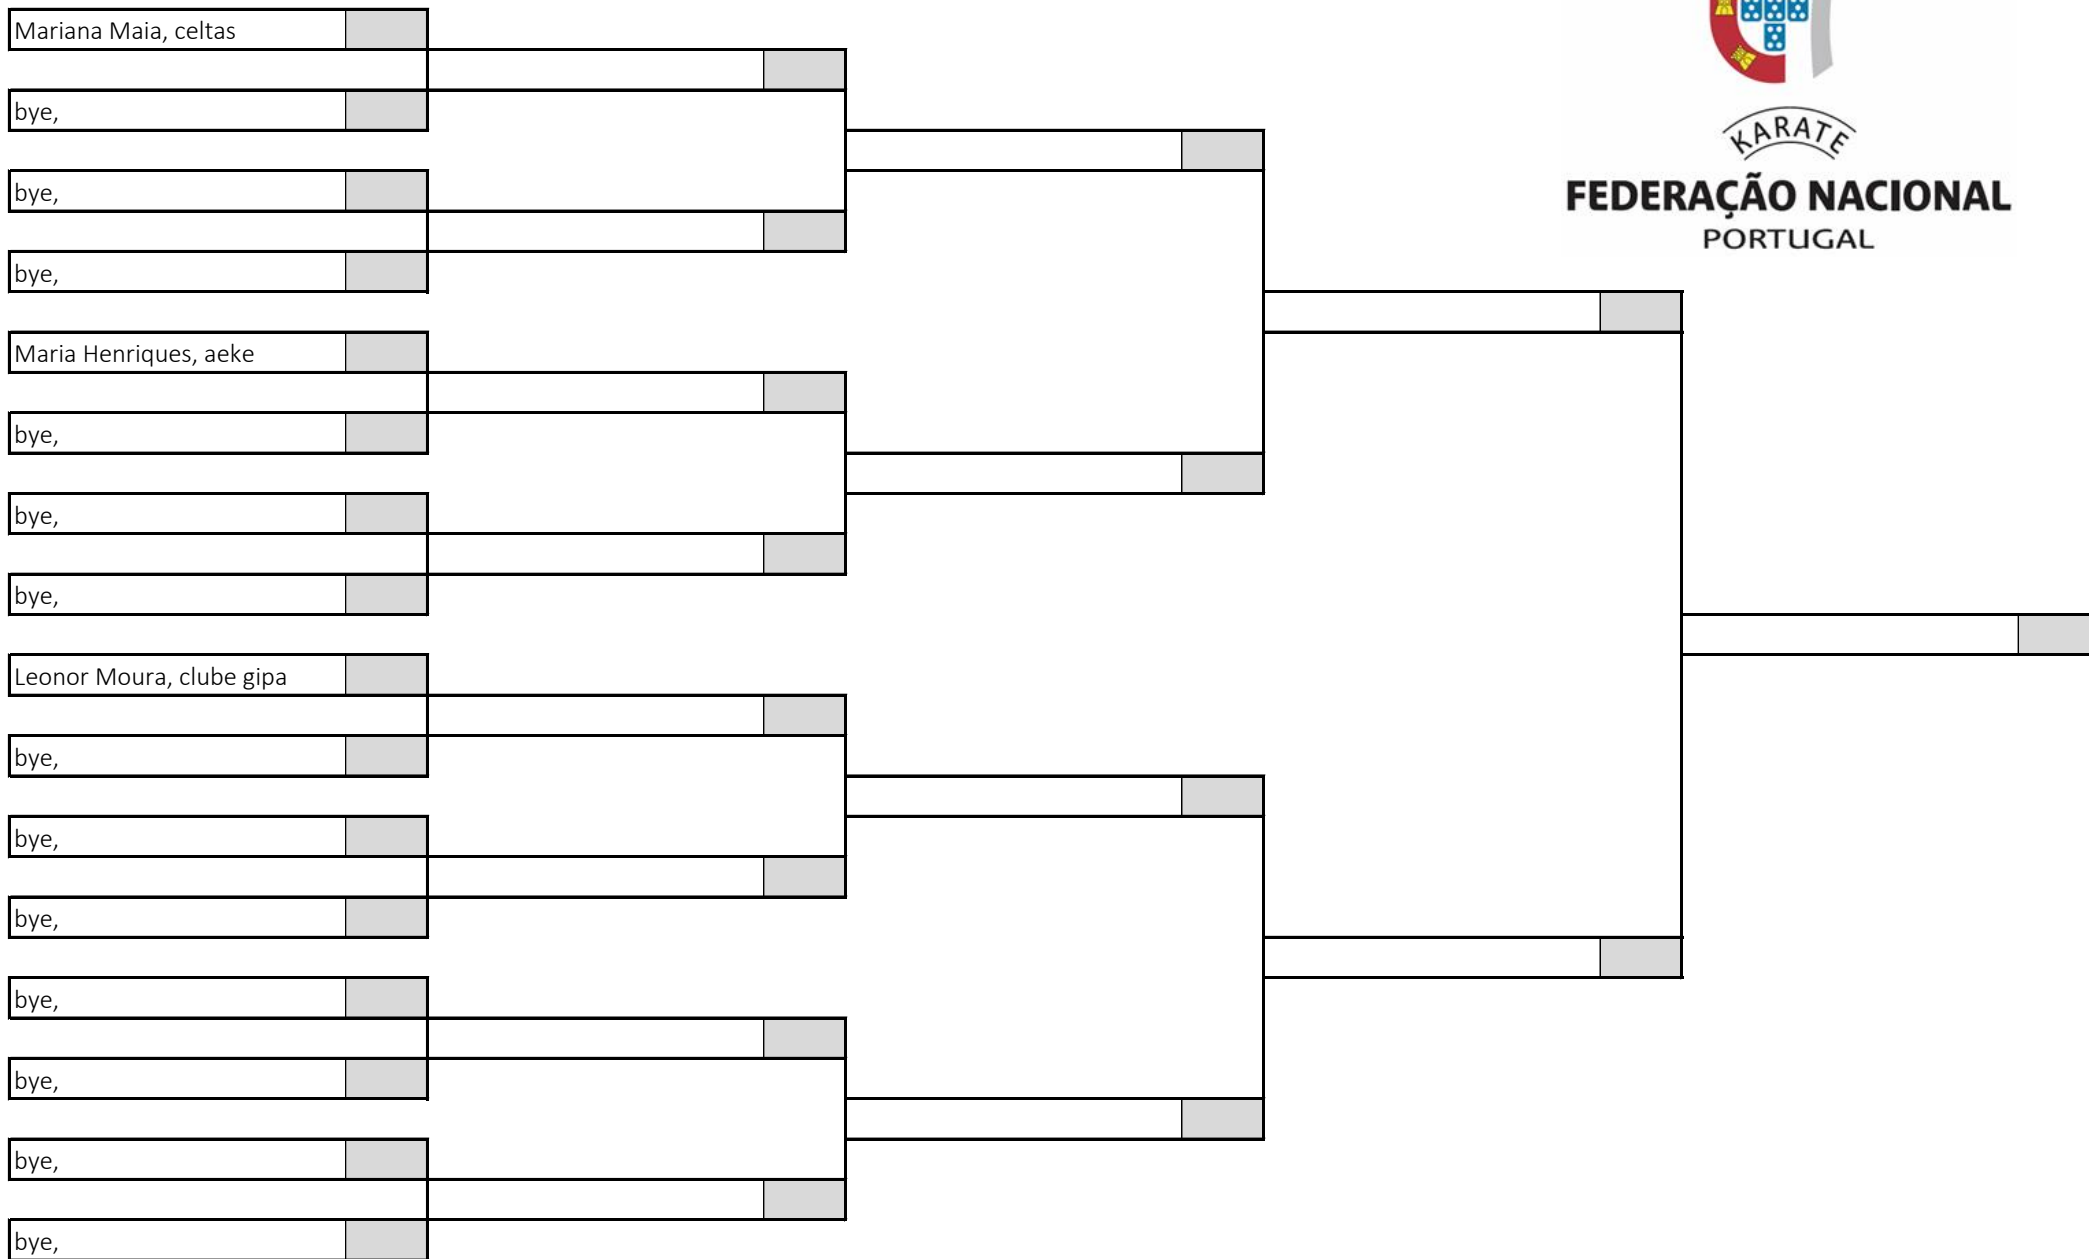 Mariana Maia, celtas
bye,
KARATE
bye,
FEDERAÇÃO NACIONAL
PORTUGAL
bye,
Maria Henriques, aeke
bye,
bye,
bye,
Leonor Moura, clube gipa
bye,
bye,
bye,
bye,
bye,
bye,
bye,